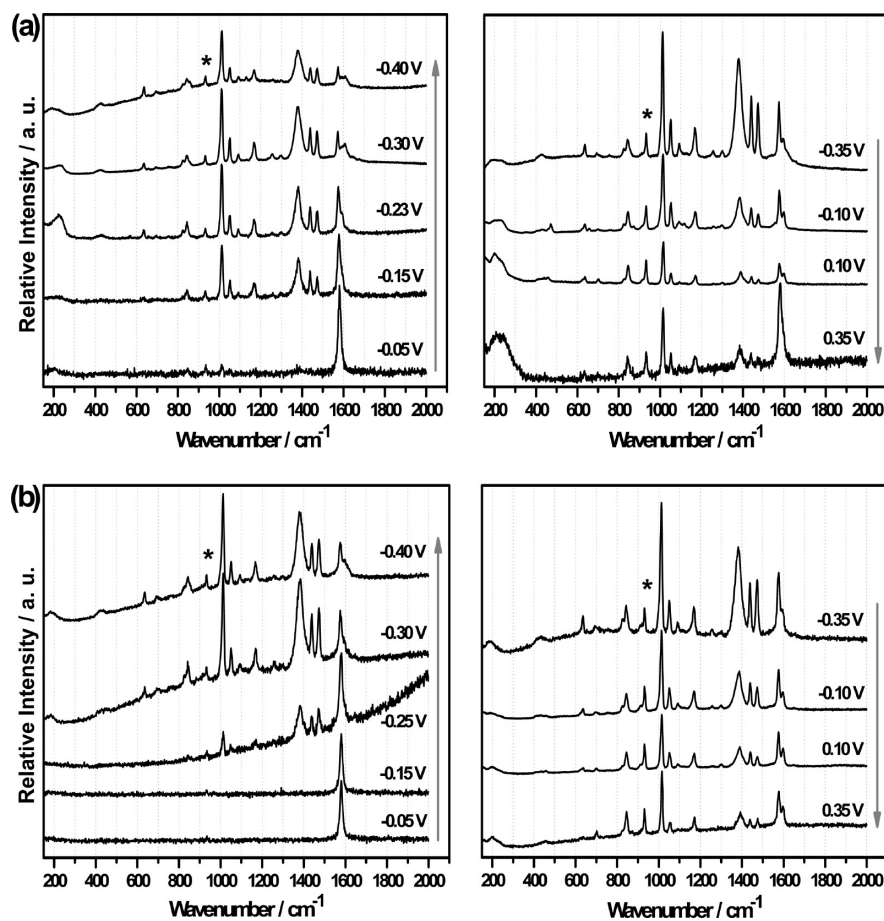 (a)
Relative Intensity / a. u.
*
-0.40 V
-0.30 V
-0.23 V
-0.15 V
-0.05 V
200 400 600 800 1000 1200 1400 1600 1800 2000
Wavenumber / cm-1
*
-0.35 V
-0.10 V
0.10 V
0.35 V
200 400 600 800 1000 1200 1400 1600 1800 2000
Wavenumber / cm-1
(b)
Relative Intensity / a. u.
*
-0.40 V
-0.30 V
-0.25 V
-0.15 V
-0.05 V
200 400 600 800 1000 1200 1400 1600 1800 2000
Wavenumber / cm-1
*
-0.35 V
-0.10 V
0.10 V
0.35 V
200 400 600 800 1000 1200 1400 1600 1800 2000
Wavenumber / cm-1